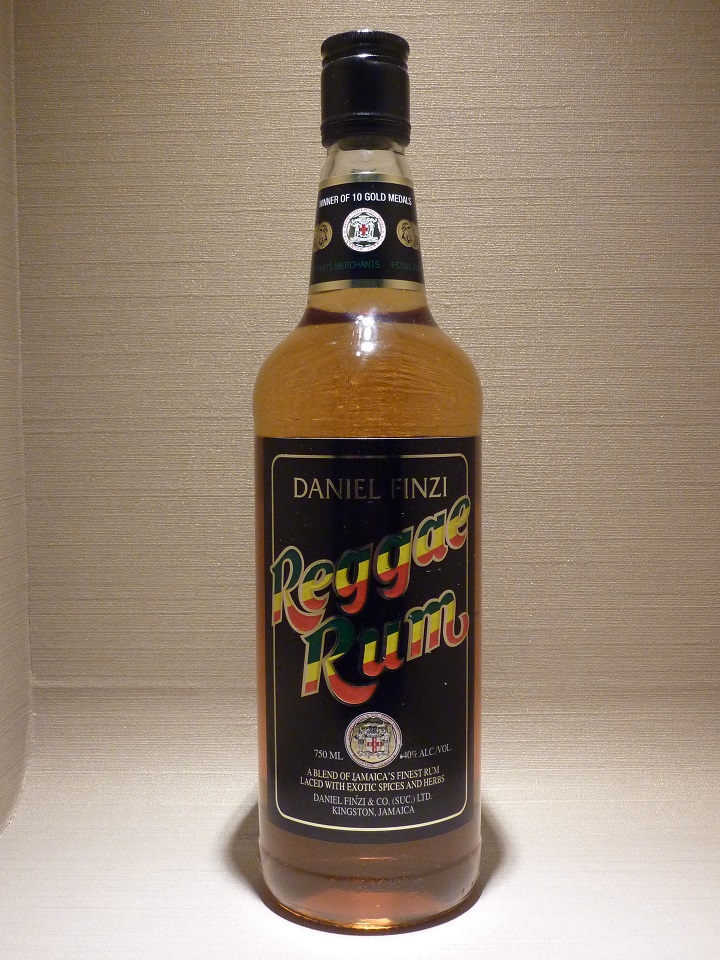 WINNER OF 10 GOLD MEDALS
MERCHANTS
DANIEL FINZI
Reggae
Rum
750 ML
40% ALC/VOL
A BLEND OF JAMAICA'S FINEST RUM
LACED WITH EXOTIC SPICES AND HERBS
DANIEL FINZI & CO. (SUC.) LTD.
KINGSTON, JAMAICA